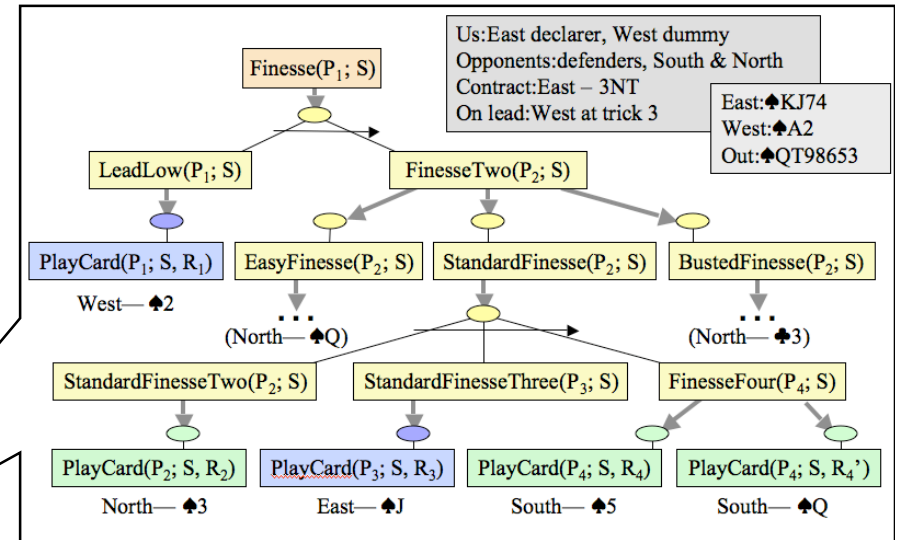 Us:East declarer, West dummy
Opponents:defenders, South & North
Contract:East – 3NT
On lead:West at trick 3
East:♠KJ74
West:♠A2
Out:♠QT98653
Finesse(P₁; S)
LeadLow(P₁; S)
FinesseTwo(P₂; S)
PlayCard(P₁; S, R₁)
EasyFinesse(P₂; S)
StandardFinesse(P₂; S)
BustedFinesse(P₂; S)
West— ♠2
...
...
(North— ♠Q)
(North— ♣3)
StandardFinesseTwo(P₂; S)
StandardFinesseThree(P₃; S)
FinesseFour(P₄; S)
PlayCard(P₂; S, R₂)
PlayCard(P₃; S, R₃)
PlayCard(P₄; S, R₄)
PlayCard(P₄; S, R₄’)
North— ♠3
East— ♠J
South— ♠5
South— ♠Q